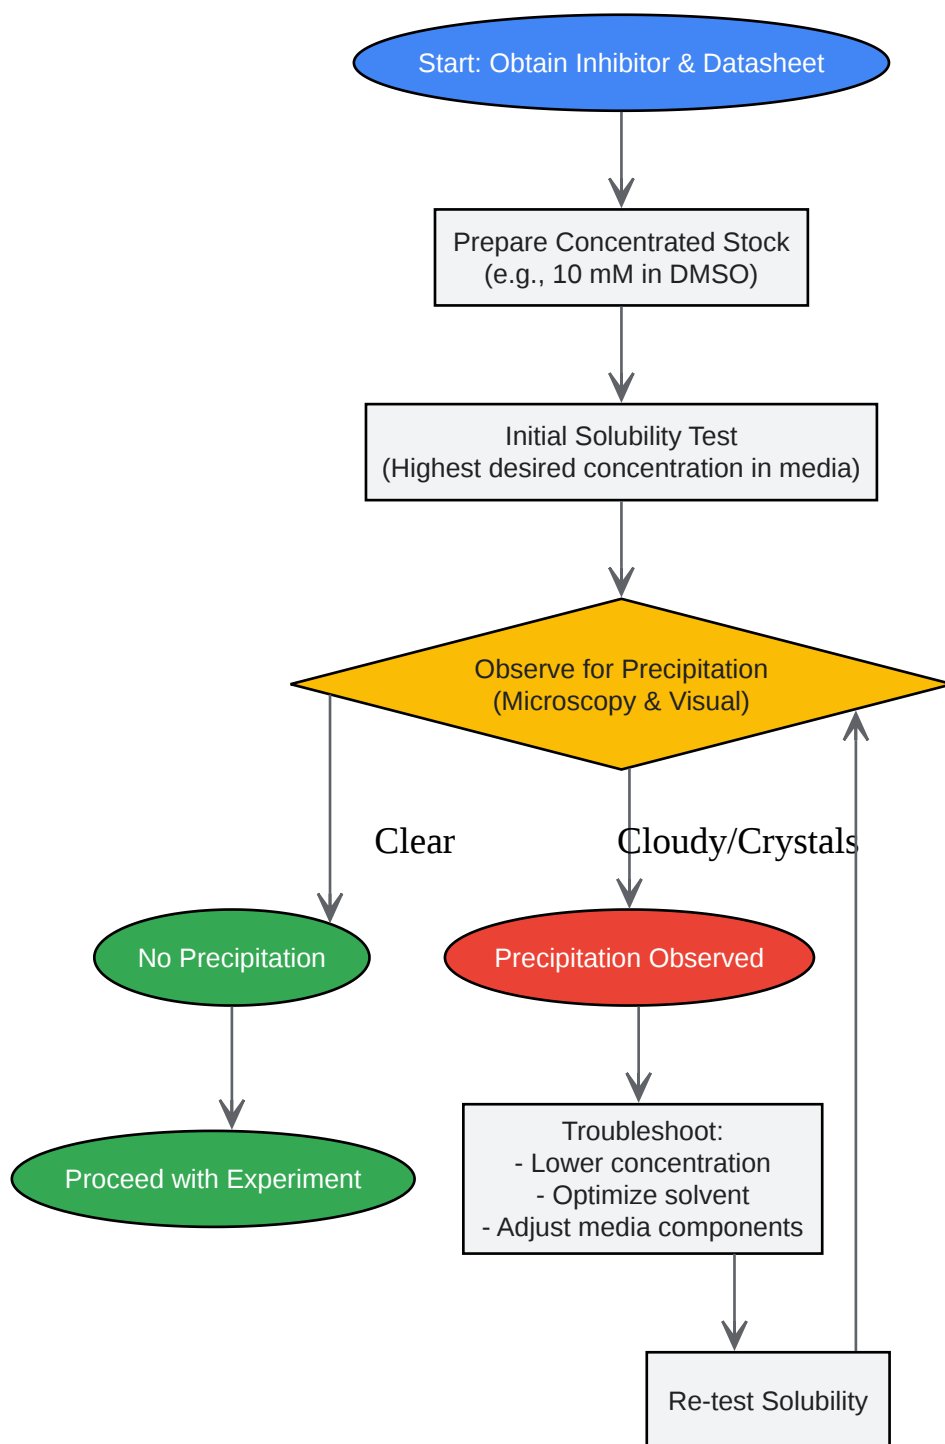 Start: Obtain Inhibitor & Datasheet
Prepare Concentrated Stock
(e.g., 10 mM in DMSO)
Initial Solubility Test
(Highest desired concentration in media)
Observe for Precipitation
(Microscopy & Visual)
Clear
Cloudy/Crystals
No Precipitation
Precipitation Observed
Proceed with Experiment
Troubleshoot:
- Lower concentration
- Optimize solvent
- Adjust media components
Re-test Solubility